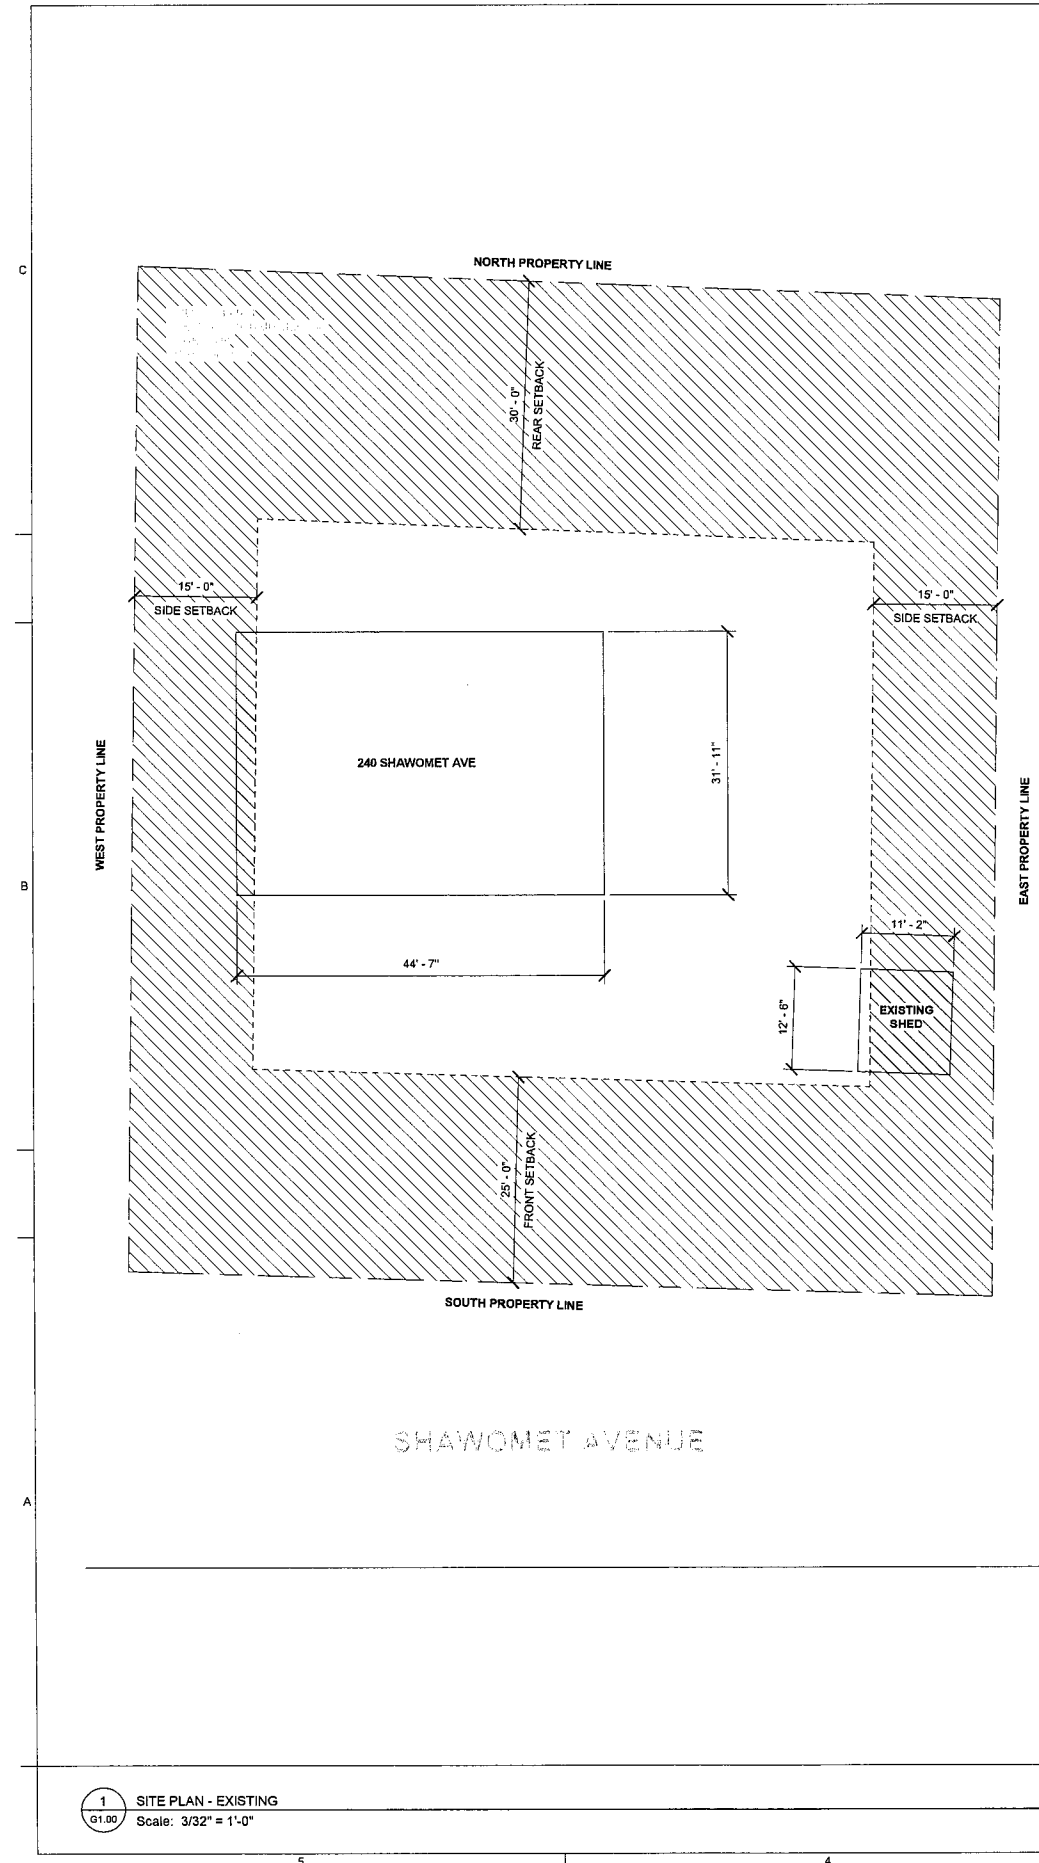 C
NORTH PROPERTY LINE
30' - 0"
REAR SETBACK
15' - 0"
SIDE SETBACK
15' - 0"
SIDE SETBACK
WEST PROPERTY LINE
240 SHAWOMET AVE
31' - 11"
EAST PROPERTY LINE
B
11' - 2"
44' - 7"
12' - 6"
EXISTING
SHED
25' - 0"
FRONT SETBACK
SOUTH PROPERTY LINE
SHAWOMET AVENUE
A
1
G1.00
SITE PLAN - EXISTING
Scale: 3/32" = 1'-0"
5
4